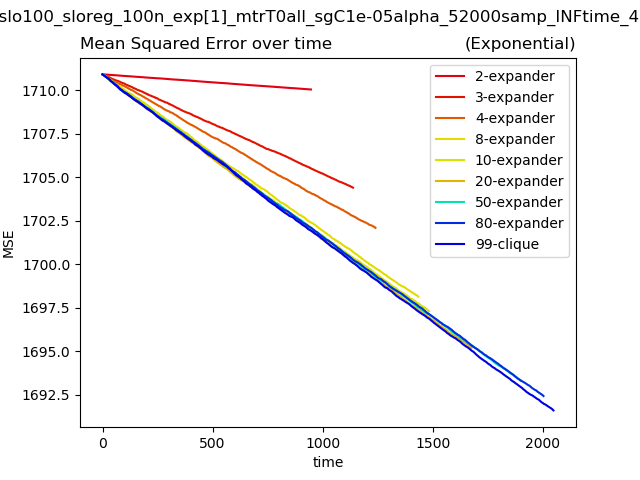 slo100_sloreg_100n_exp[1]_mtrT0all_sgC1e-05alpha_52000samp_INFtime_4
Mean Squared Error over time (Exponential)
MSE
1710.0
1707.5
1705.0
1702.5
1700.0
1697.5
1695.0
1692.5
2-expander
3-expander
4-expander
8-expander
10-expander
20-expander
50-expander
80-expander
99-clique
0 500 1000 1500 2000
time